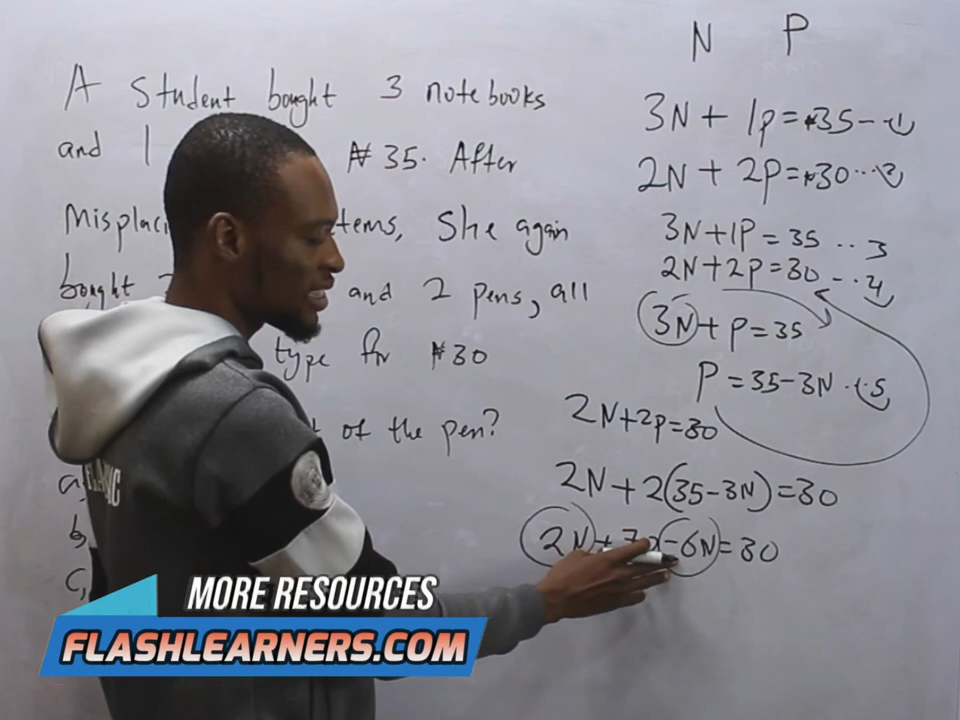 A Student bought 3 notebooks
and 1 ₦35. After
Misplaci tems, She again
bought and 2 pens, all
type for ₦30
t of the pen?
a,
b,
c,
N P
3N + 1P = ₦35 -- (1)
2N + 2P = ₦30 ... (2)
3N + 1P = 35 .. 3
2N + 2P = 30 -.. 4
3N + P = 35
P = 35 - 3N .. (5
2N + 2P = 30
2N + 2(35 - 3N) = 30
2N + 7 - 6N = 30
FLA IC
MORE RESOURCES
FLASHLEARNERS.COM